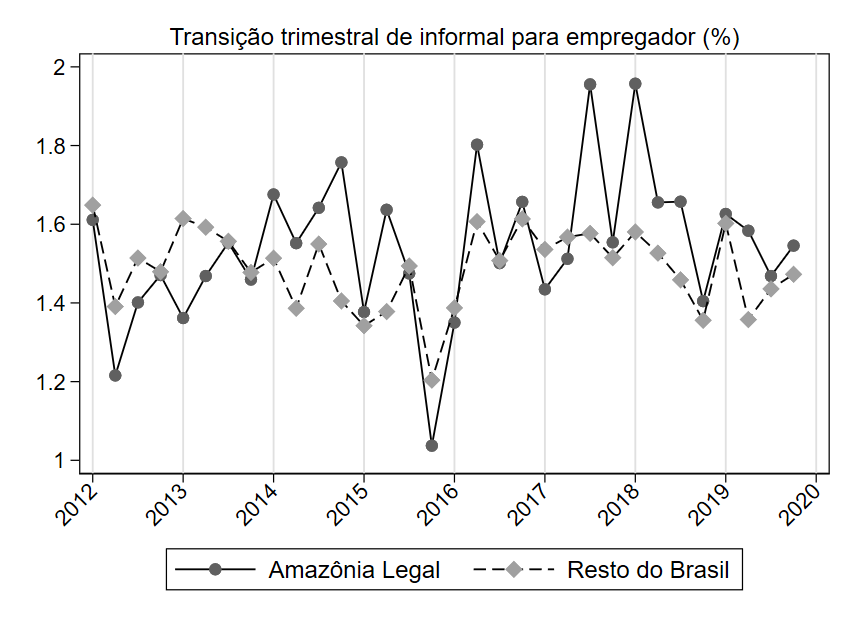 Transição trimestral de informal para empregador (%)
2
1.8
1.6
1.4
1.2
1
2012 2013 2014 2015 2016 2017 2018 2019 2020
Amazônia Legal Resto do Brasil